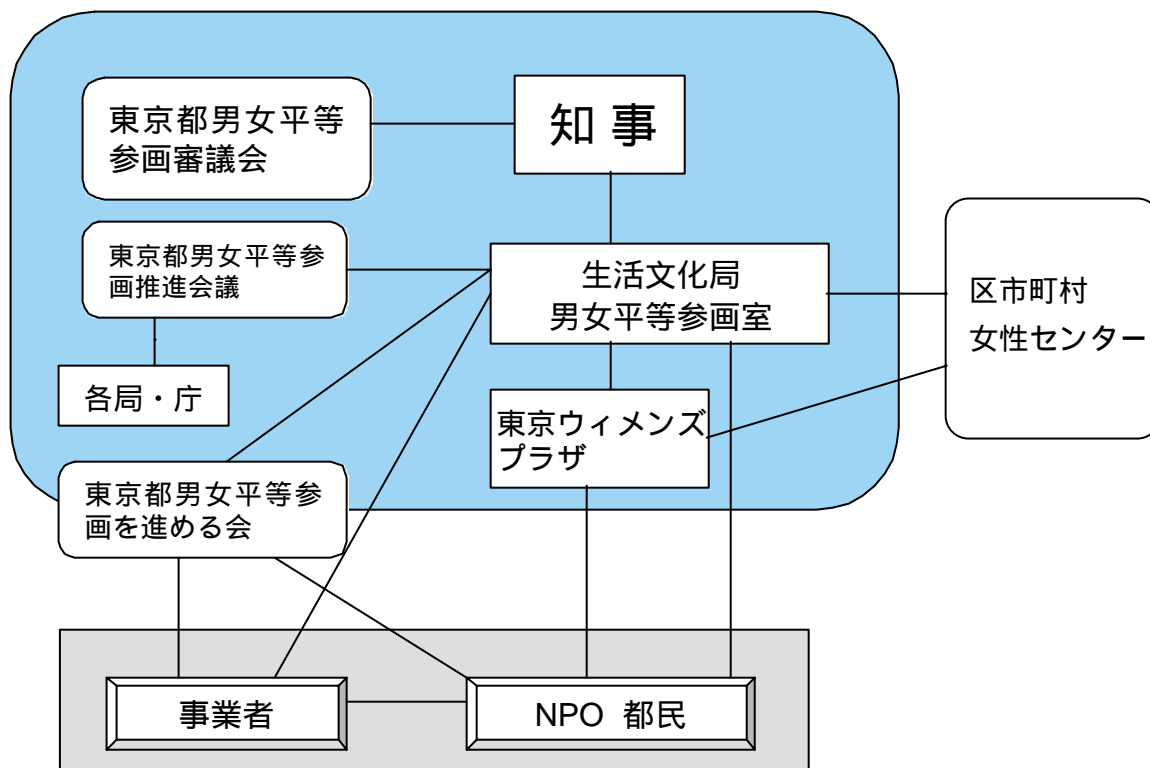 東京都男女平等
参画審議会
知事
東京都男女平等参
画推進会議
生活文化局
男女平等参画室
区市町村
女性センター
各局・庁
東京ウィメンズ
プラザ
東京都男女平等参
画を進める会
事業者
NPO 都民